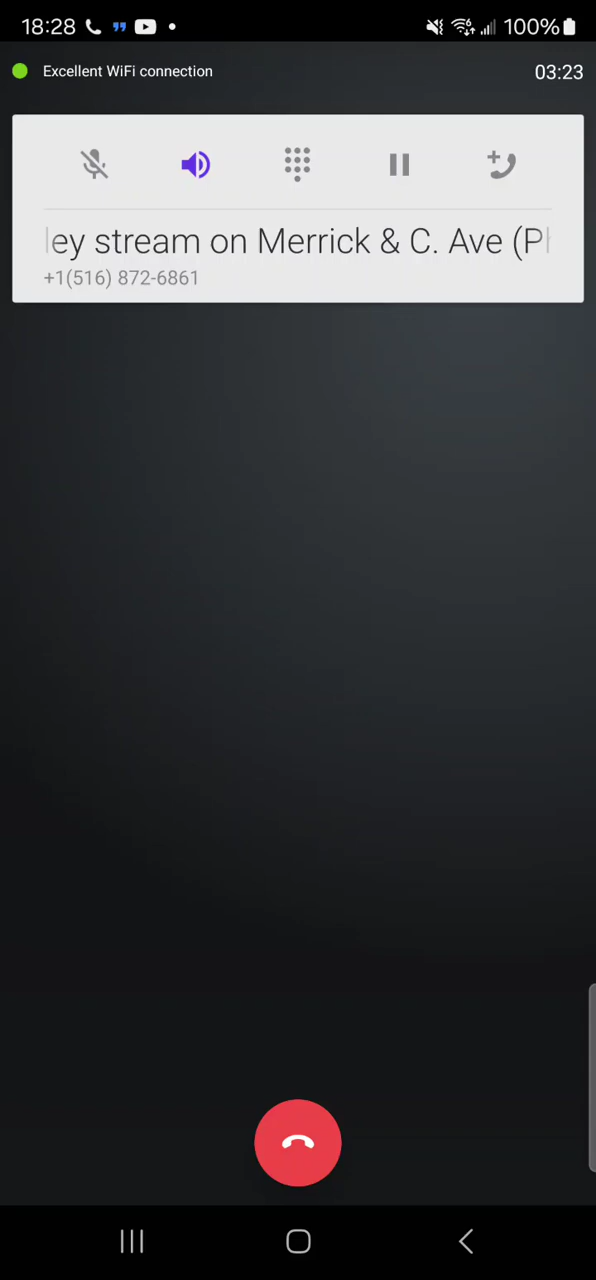 18:28
100%
Excellent WiFi connection
03:23
ey stream on Merrick & C. Ave (P
+1(516) 872-6861